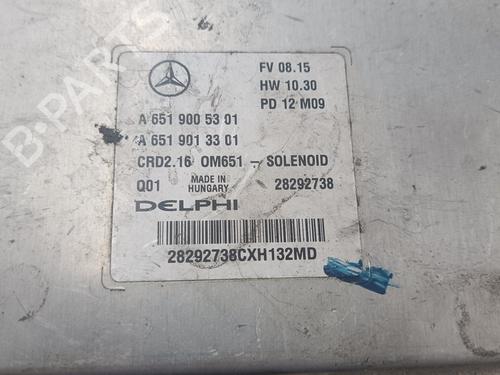 FV 08.15
HW 10.30
PD 12 M09
A 651 900 53 01
A 651 901 33 01
CRD2.16 OM651 - SOLENOID
Q01 MADE IN HUNGARY 28292738
DELPHI
28292738CXH132MD
B-PARTS